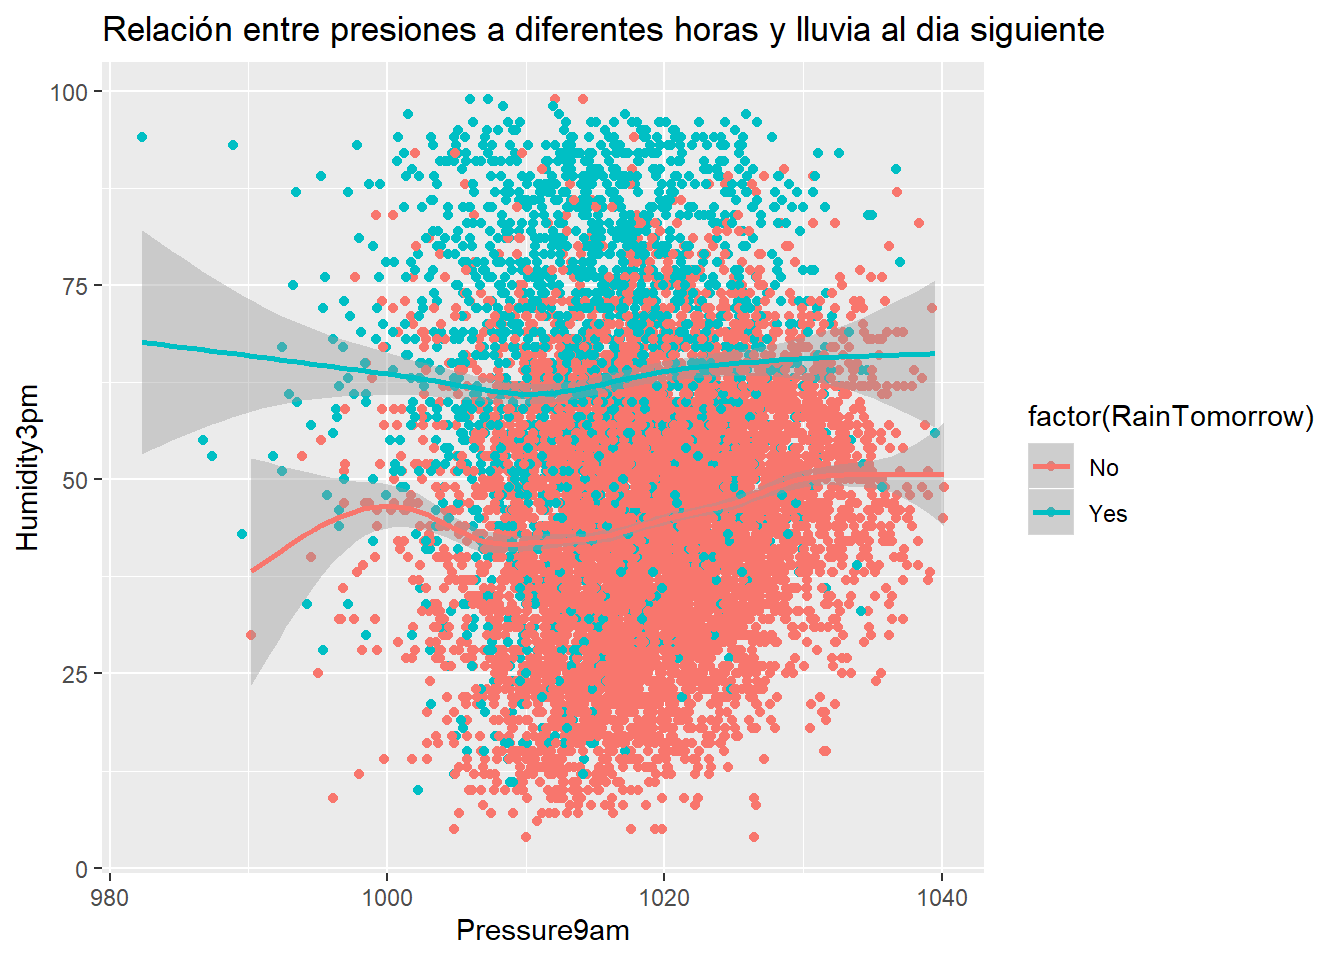 Relación entre presiones a diferentes horas y lluvia al dia siguiente
100
75
50
25
0
Humidity3pm
980
1000
1020
1040
Pressure9am
factor(RainTomorrow)
No
Yes